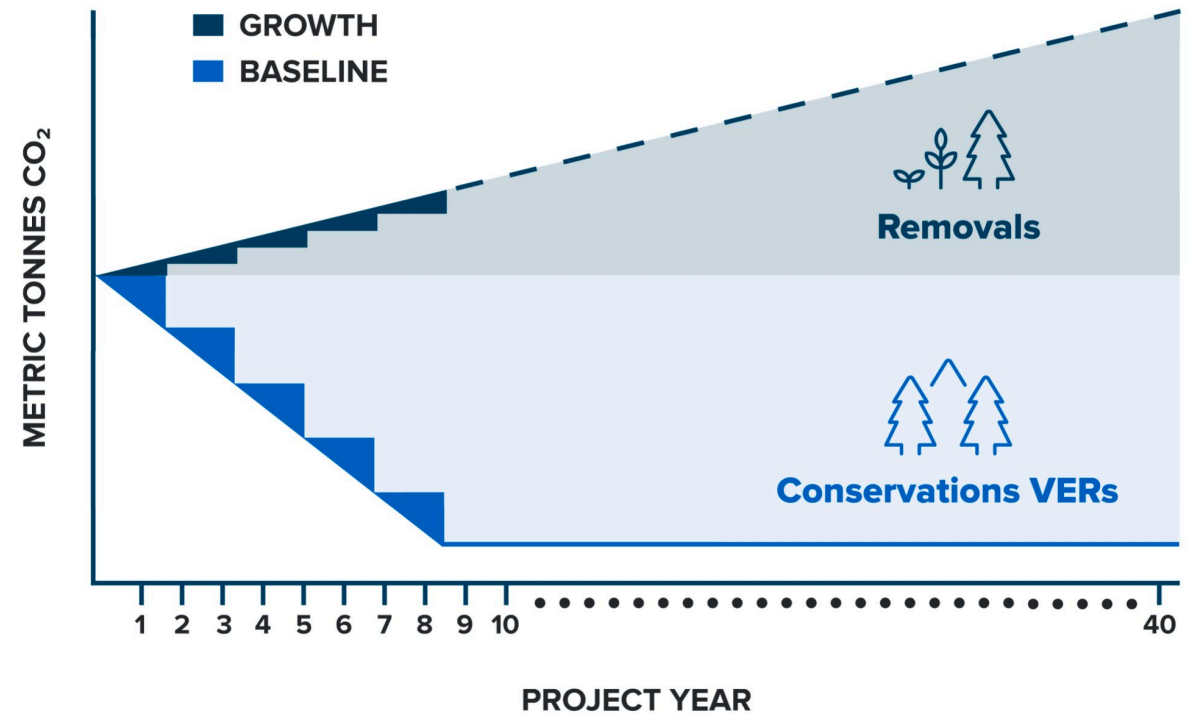 GROWTH
BASELINE
METRIC TONNES CO₂
Removals
Conservations VERs
1 2 3 4 5 6 7 8 9 10 40
PROJECT YEAR